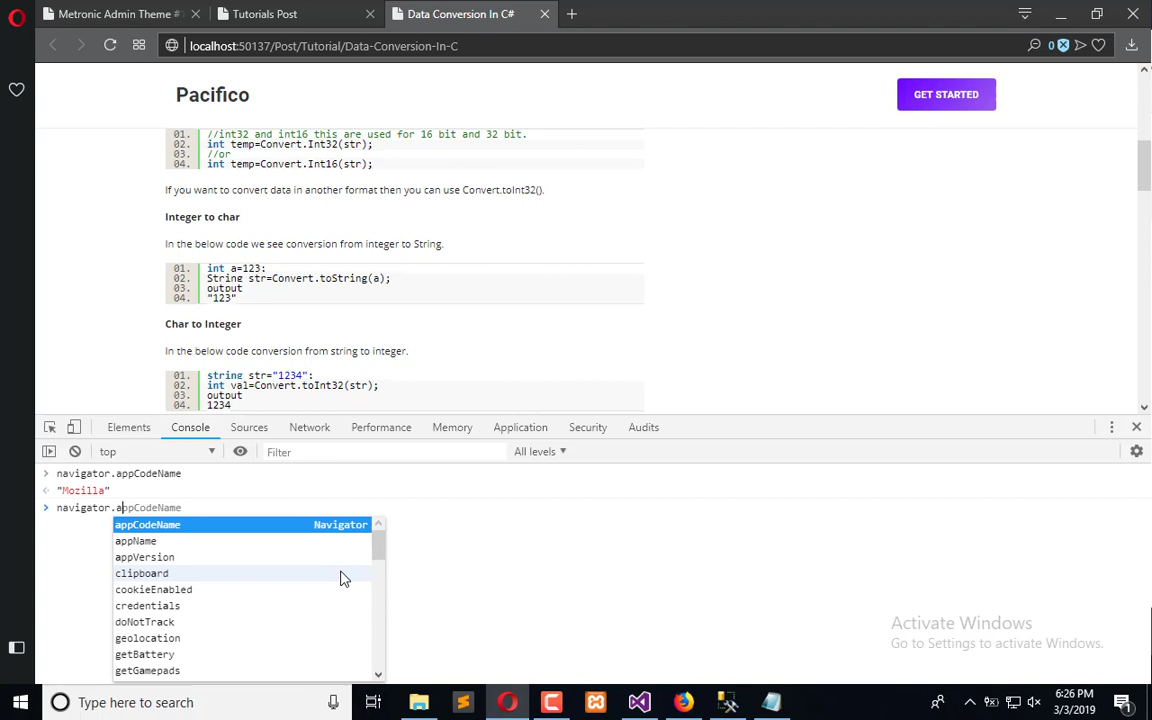 Metronic Admin Theme #
Tutorials Post
Data Conversion In C#
localhost:50137/Post/Tutorial/Data-Conversion-In-C
0
Pacifico
GET STARTED
01. //int32 and int16 this are used for 16 bit and 32 bit.
02. int temp=Convert.Int32(str);
03. //or
04. int temp=Convert.Int16(str);
If you want to convert data in another format then you can use Convert.toInt32().
Integer to char
In the below code we see conversion from integer to String.
01. int a=123;
02. String str=Convert.toString(a);
03. output
04. "123"
Char to Integer
In the below code conversion from string to integer.
01. string str="1234";
02. int val=Convert.toInt32(str);
03. output
04. 1234
Elements Console Sources Network Performance Memory Application Security Audits
top Filter All levels
navigator.appCodeName
"Mozilla"
navigator.appCodeName
appCodeName Navigator
appName
appVersion
clipboard
cookieEnabled
credentials
doNotTrack
geolocation
getBattery
getGamepads
Activate Windows
Go to Settings to activate Windows.
Type here to search
6:26 PM
3/3/2019
1